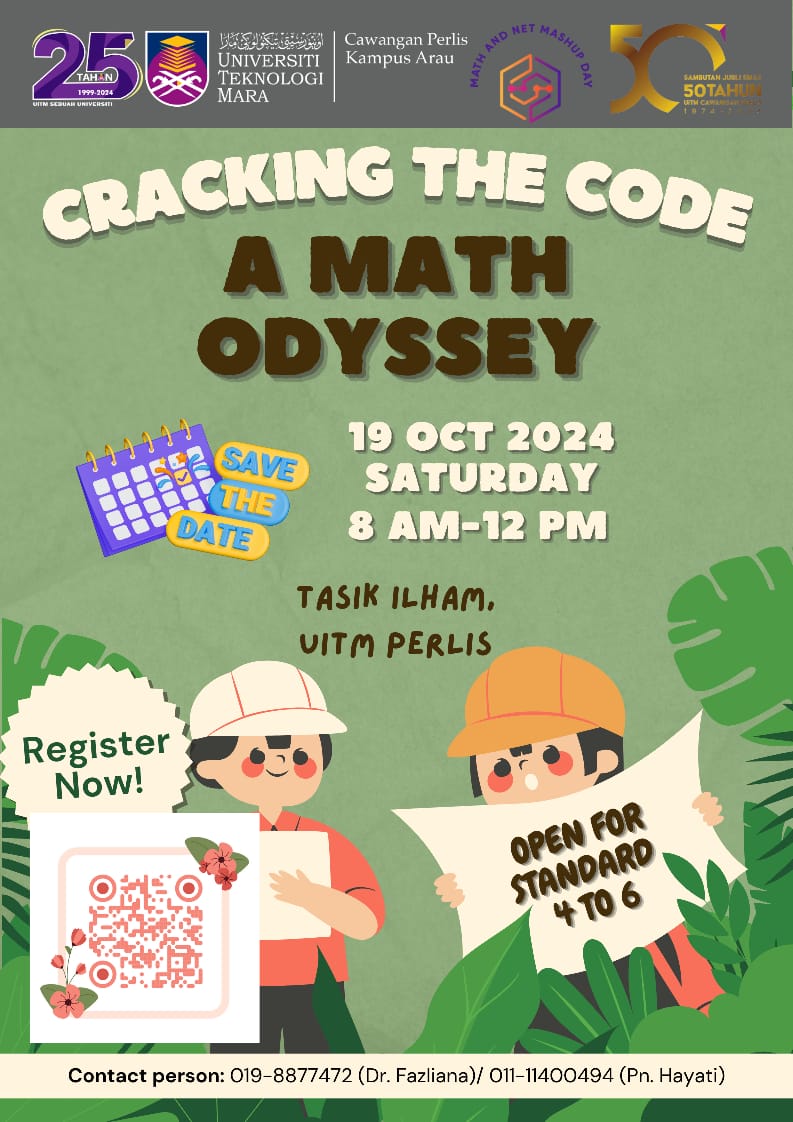 25
TAHAN
1999-2024
UITM SEBUAH UNIVERSITI
UNIVERSITI
TEKNOLOGI
MARA
Cawangan Perlis
Kampus Arau
MATH AND NET MASHUP DAY
50
SAMBUTAN JUBLI EMAS
50 TAHUN
CRACKING THE CODE
A MATH
ODYSSEY
SAVE
THE
DATE
19 OCT 2024
SATURDAY
8 AM-12 PM
TASIK ILHAM,
UITM PERLIS
Register
Now!
OPEN FOR
STANDARD
4 TO 6
Contact person: 019-8877472 (Dr. Fazliana)/ 011-11400494 (Pn. Hayati)